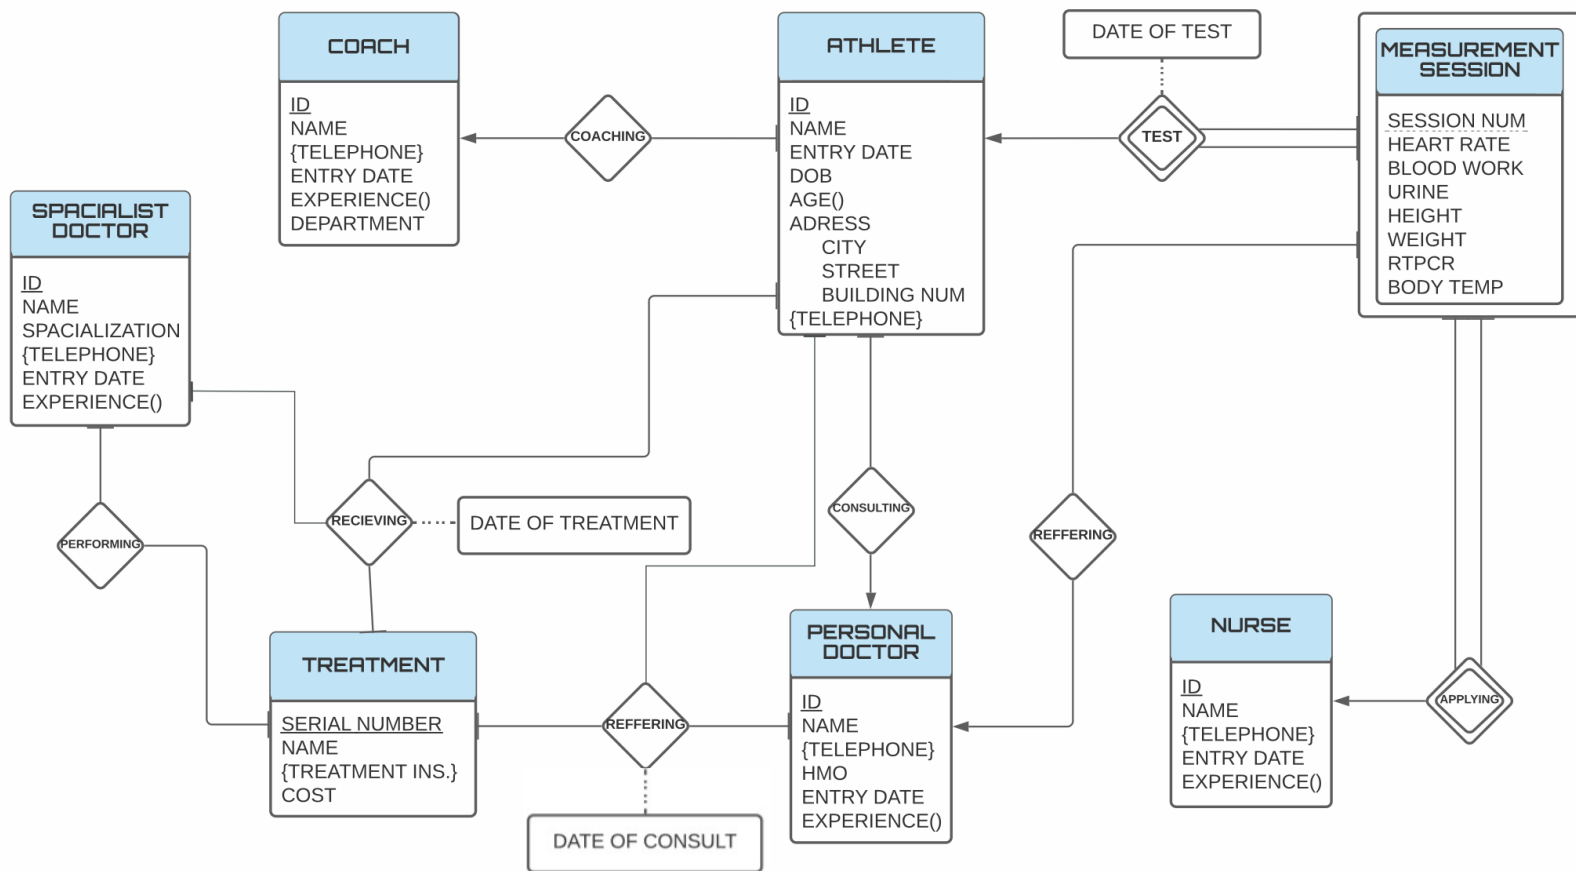 COACH
ID
NAME
{TELEPHONE}
ENTRY DATE
EXPERIENCE()
DEPARTMENT
COACHING
ATHLETE
ID
NAME
ENTRY DATE
DOB
AGE()
ADRESS
CITY
STREET
BUILDING NUM
{TELEPHONE}
DATE OF TEST
TEST
MEASUREMENT
SESSION
SESSION NUM
HEART RATE
BLOOD WORK
URINE
HEIGHT
WEIGHT
RTPCR
BODY TEMP
SPACIALIST
DOCTOR
ID
NAME
SPACIALIZATION
{TELEPHONE}
ENTRY DATE
EXPERIENCE()
PERFORMING
RECIEVING
DATE OF TREATMENT
CONSULTING
REFFERING
TREATMENT
SERIAL NUMBER
NAME
{TREATMENT INS.}
COST
REFFERING
DATE OF CONSULT
PERSONAL
DOCTOR
ID
NAME
{TELEPHONE}
HMO
ENTRY DATE
EXPERIENCE()
NURSE
ID
NAME
{TELEPHONE}
ENTRY DATE
EXPERIENCE()
APPLYING